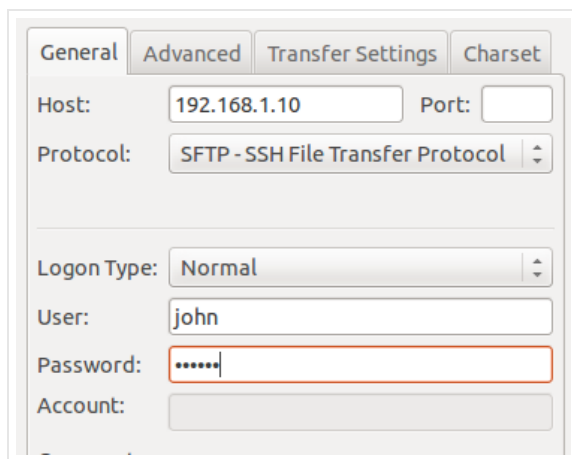 General Advanced Transfer Settings Charset
Host: 192.168.1.10 Port:
Protocol: SFTP - SSH File Transfer Protocol
Logon Type: Normal
User: john
Password: ••••••
Account: